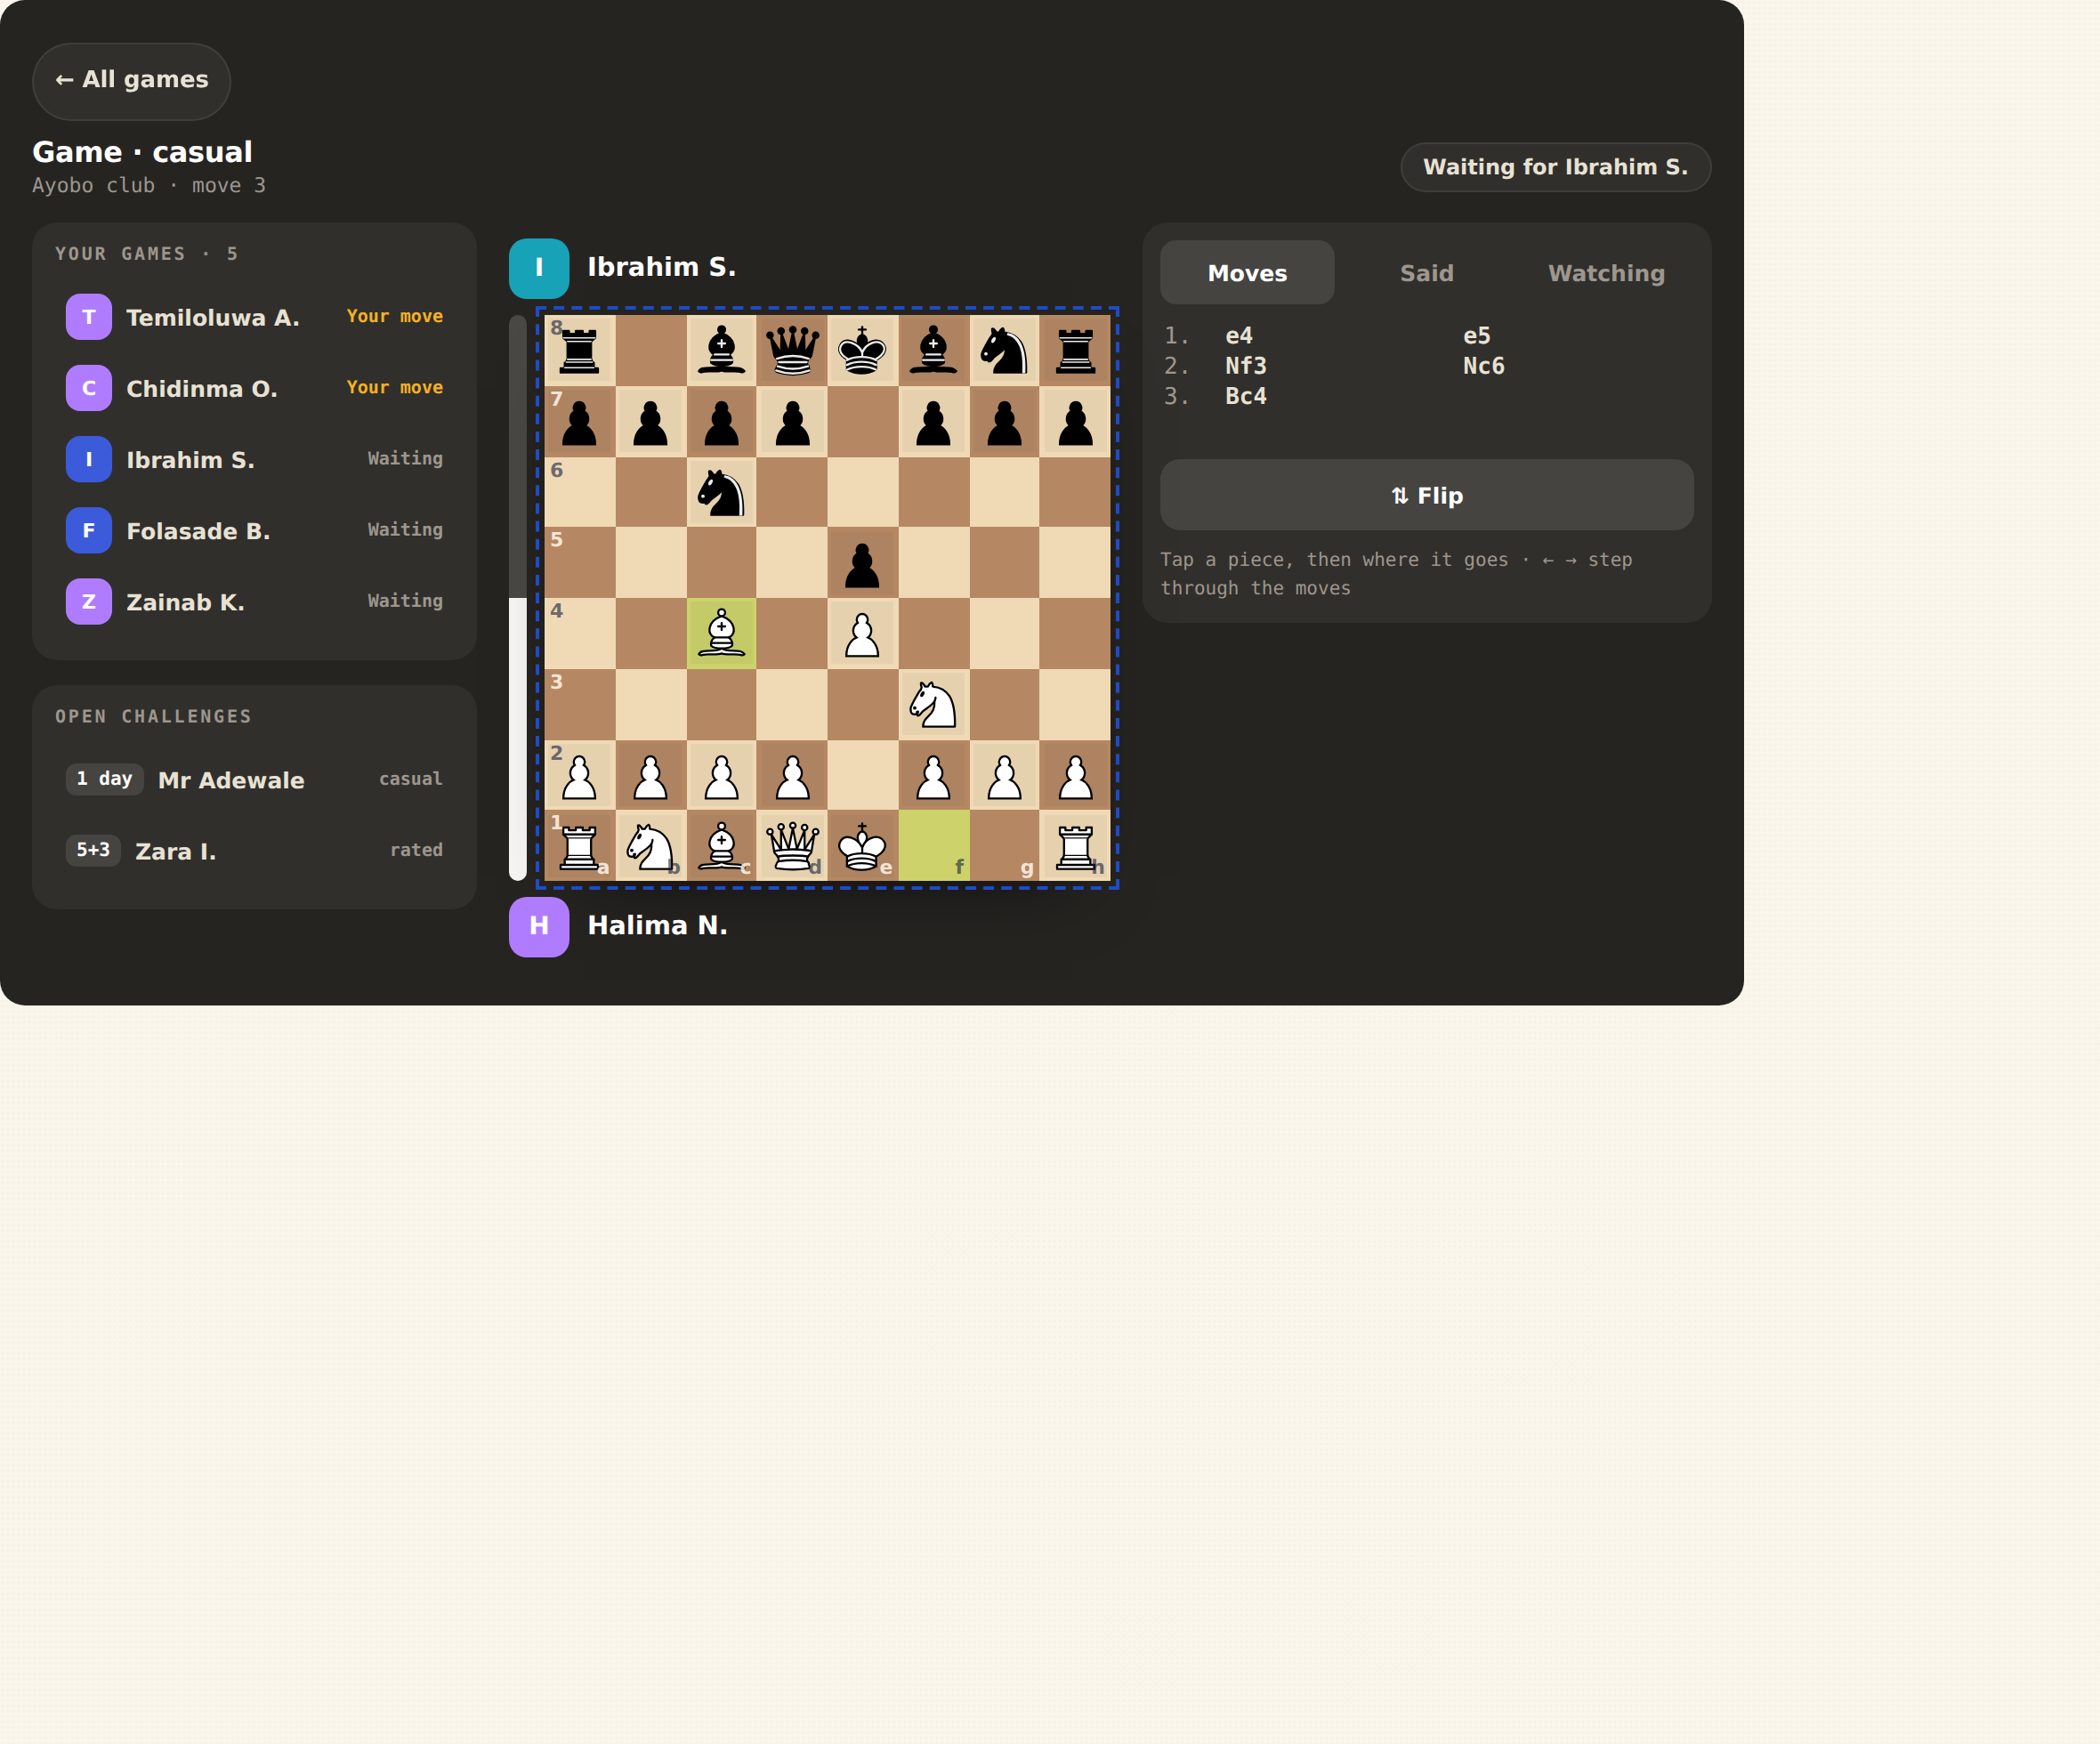 ← All games
Game · casual
Ayobo club · move 3
Waiting for Ibrahim S.
YOUR GAMES · 5
T Temiloluwa A. Your move
C Chidinma O. Your move
I Ibrahim S. Waiting
F Folasade B. Waiting
Z Zainab K. Waiting
OPEN CHALLENGES
1 day Mr Adewale casual
5+3 Zara I. rated
I Ibrahim S.
8
7
6
5
4
3
2
1
a b c d e f g h
H Halima N.
Moves Said Watching
1. e4 e5
2. Nf3 Nc6
3. Bc4
⇅ Flip
Tap a piece, then where it goes · ← → step
through the moves